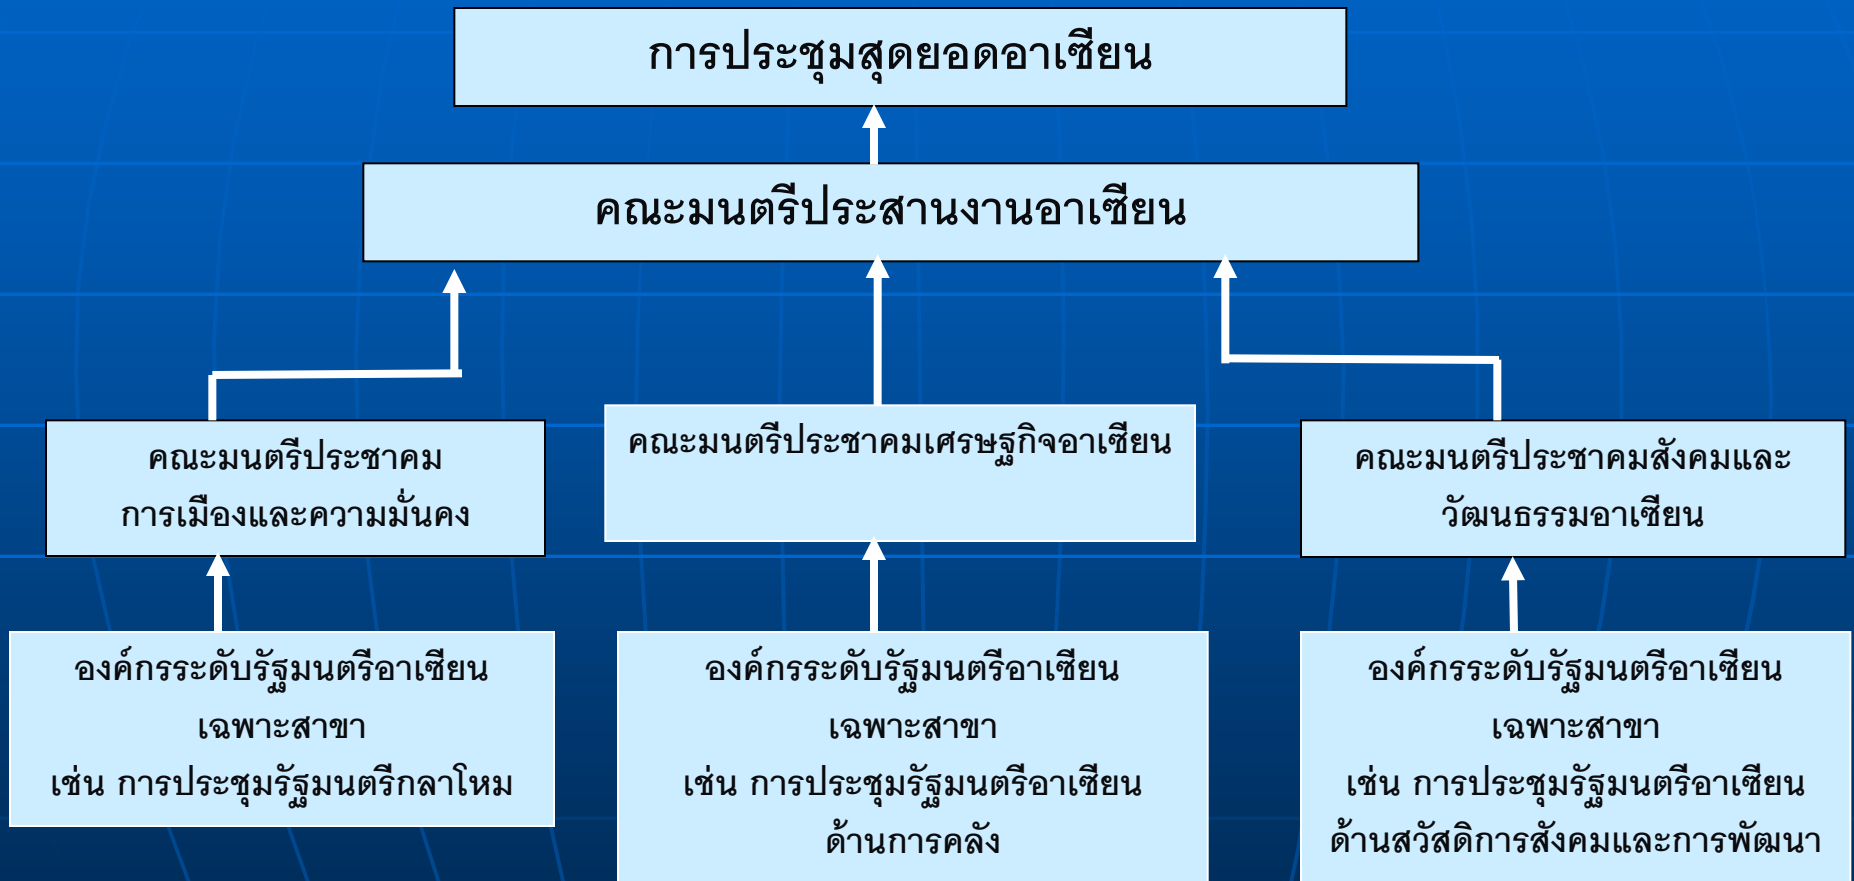 การประชุมสุดยอดอาเซียน
คณะมนตรีประสานงานอาเซียน
คณะมนตรีประชาคม
การเมืองและความมั่นคง
คณะมนตรีประชาคมเศรษฐกิจอาเซียน
คณะมนตรีประชาคมสังคมและ
วัฒนธรรมอาเซียน
องค์กรระดับรัฐมนตรีอาเซียน
เฉพาะสาขา
เช่น การประชุมรัฐมนตรีกลาโหม
องค์กรระดับรัฐมนตรีอาเซียน
เฉพาะสาขา
เช่น การประชุมรัฐมนตรีอาเซียน
ด้านการคลัง
องค์กรระดับรัฐมนตรีอาเซียน
เฉพาะสาขา
เช่น การประชุมรัฐมนตรีอาเซียน
ด้านสวัสดิการสังคมและการพัฒนา